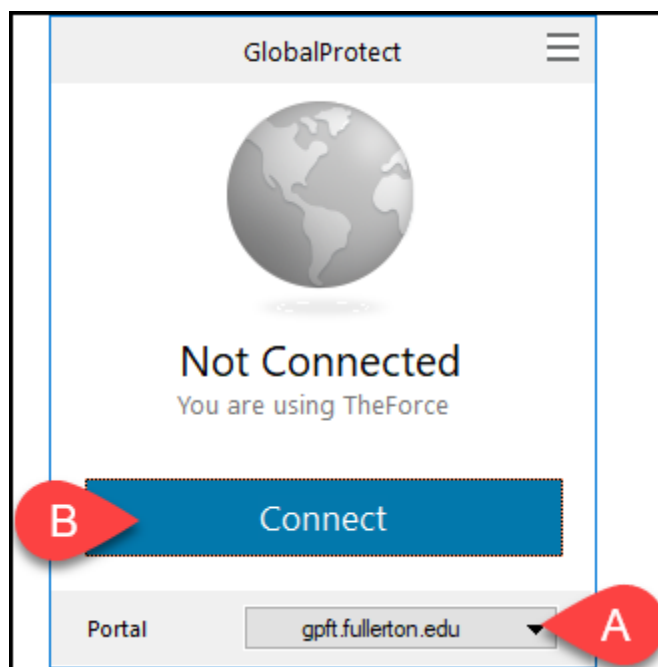 GlobalProtect
Not Connected
You are using TheForce
B
Connect
Portal
gpft.fullerton.edu
A